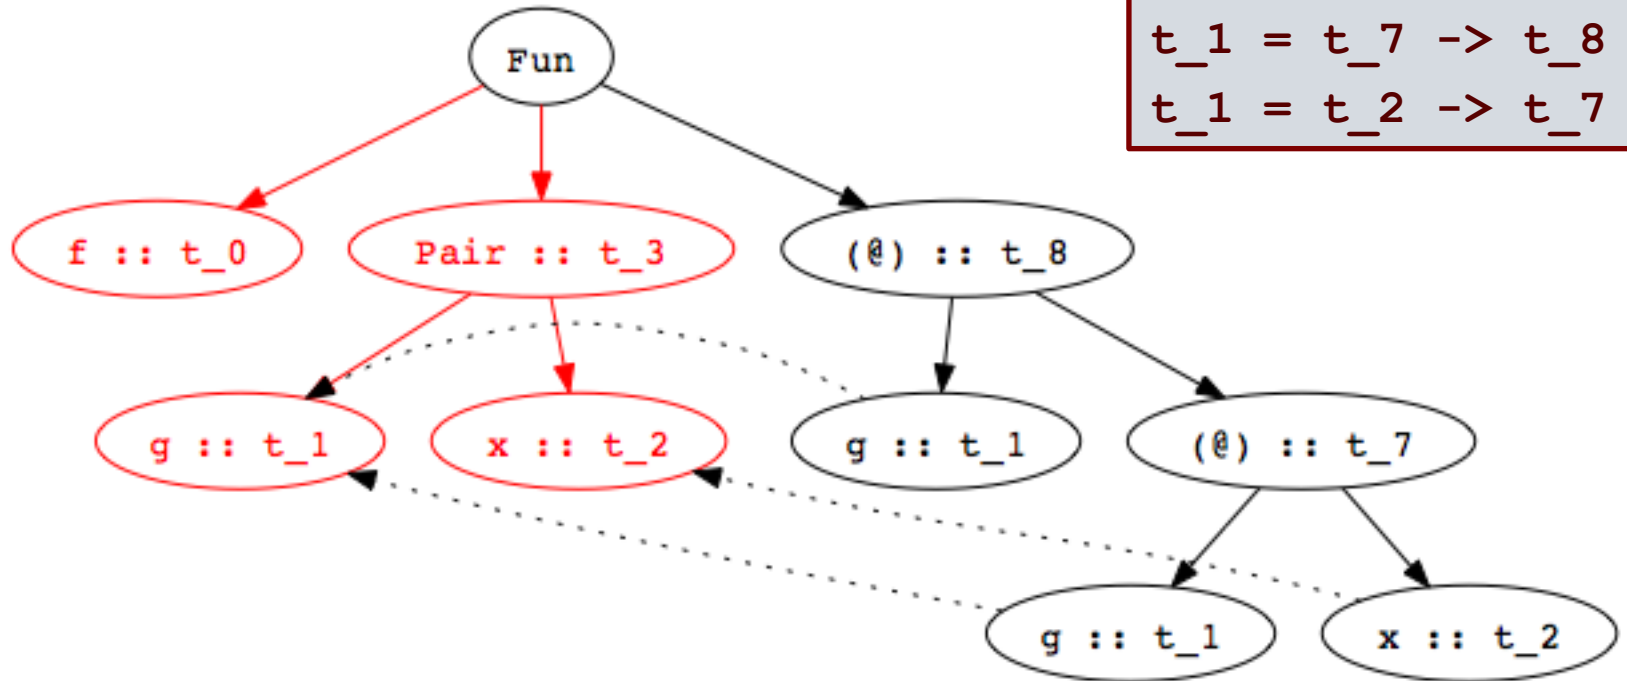 Fun
t_1 = t_7 -> t_8
t_1 = t_2 -> t_7
f :: t_0
Pair :: t_3
(@) :: t_8
g :: t_1
x :: t_2
g :: t_1
(@) :: t_7
g :: t_1
x :: t_2